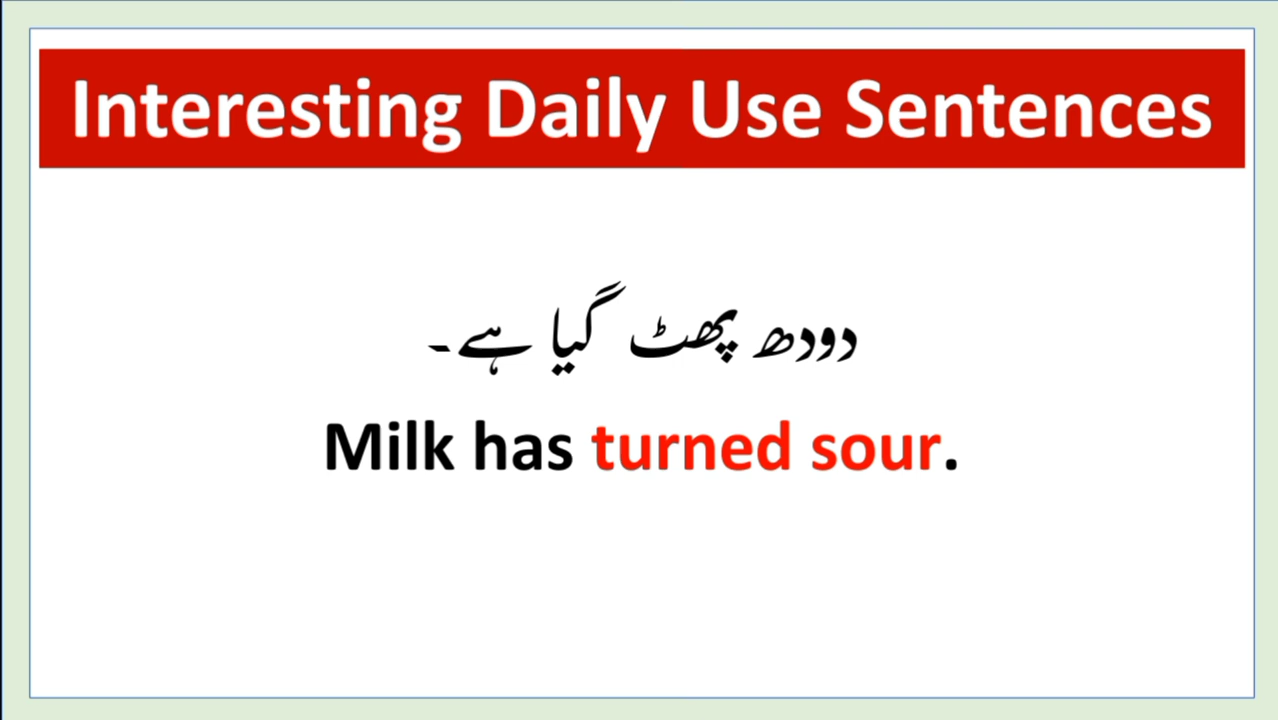 Interesting Daily Use Sentences
دودھ پھٹ گیا ہے۔
Milk has turned sour.